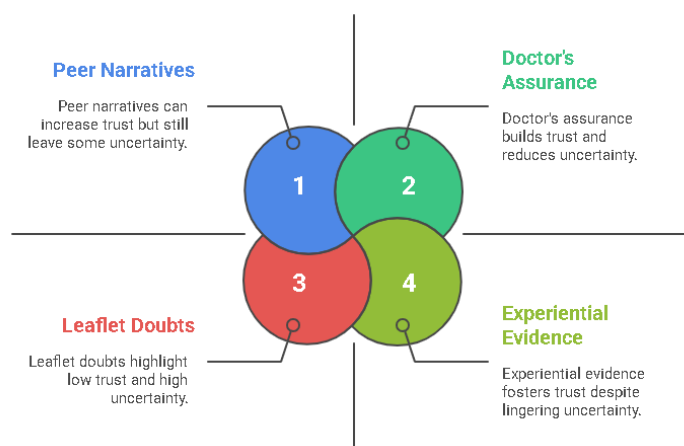 Peer Narratives
Peer narratives can
increase trust but still
leave some uncertainty.
Doctor's
Assurance
Doctor's assurance
builds trust and
reduces uncertainty.
1
2
3
4
Leaflet Doubts
Leaflet doubts highlight
low trust and high
uncertainty.
Experiential
Evidence
Experiential evidence
fosters trust despite
lingering uncertainty.